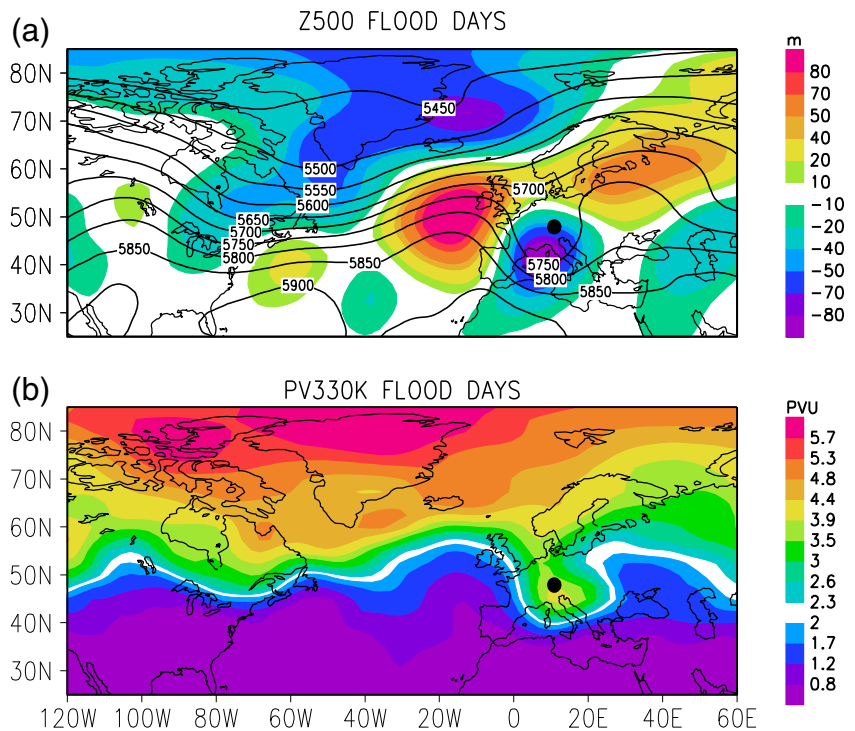 (a)
Z500 FLOOD DAYS
m
80N
70N
60N
50N
40N
30N
5450
5500
5550
5600
5650
5700
5750
5800
5850
5850
5900
5700
5750
5800
5850
80
70
50
40
20
10
-10
-20
-40
-50
-70
-80
(b)
PV330K FLOOD DAYS
PVU
80N
70N
60N
50N
40N
30N
120W 100W 80W 60W 40W 20W 0 20E 40E 60E
5.7
5.3
4.8
4.4
3.9
3.5
3
2.6
2.3
2
1.7
1.2
0.8